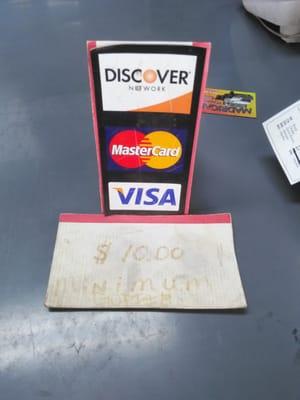 DISCOVER
NETWORK
MasterCard
VISA
$ 10.00
minimum